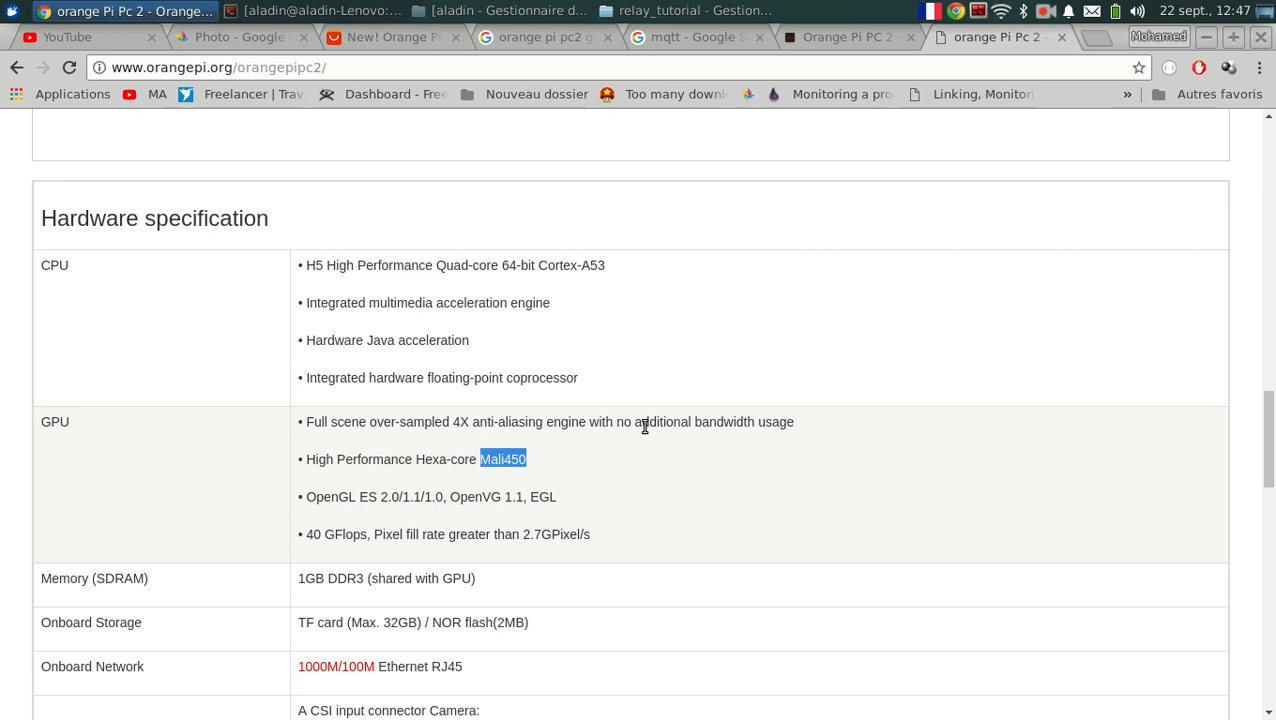 orange Pi Pc 2 - Orange... [aladin@aladin-Lenovo:... [aladin - Gestionnaire d... relay_tutorial - Gestion... 22 sept., 12:47
YouTube Photo - Google New! Orange Pi orange pi pc2 g mqtt - Google S Orange Pi PC 2 orange Pi Pc 2 - Mohamed
www.orangepi.org/orangepipc2/
Applications MA Freelancer | Trav Dashboard - Free Nouveau dossier Too many downl Monitoring a pro Linking, Monitori » Autres favoris
Hardware specification
CPU
• H5 High Performance Quad-core 64-bit Cortex-A53
• Integrated multimedia acceleration engine
• Hardware Java acceleration
• Integrated hardware floating-point coprocessor
GPU
• Full scene over-sampled 4X anti-aliasing engine with no additional bandwidth usage
• High Performance Hexa-core Mali450
• OpenGL ES 2.0/1.1/1.0, OpenVG 1.1, EGL
• 40 GFlops, Pixel fill rate greater than 2.7GPixel/s
Memory (SDRAM) 1GB DDR3 (shared with GPU)
Onboard Storage TF card (Max. 32GB) / NOR flash(2MB)
Onboard Network 1000M/100M Ethernet RJ45
A CSI input connector Camera: